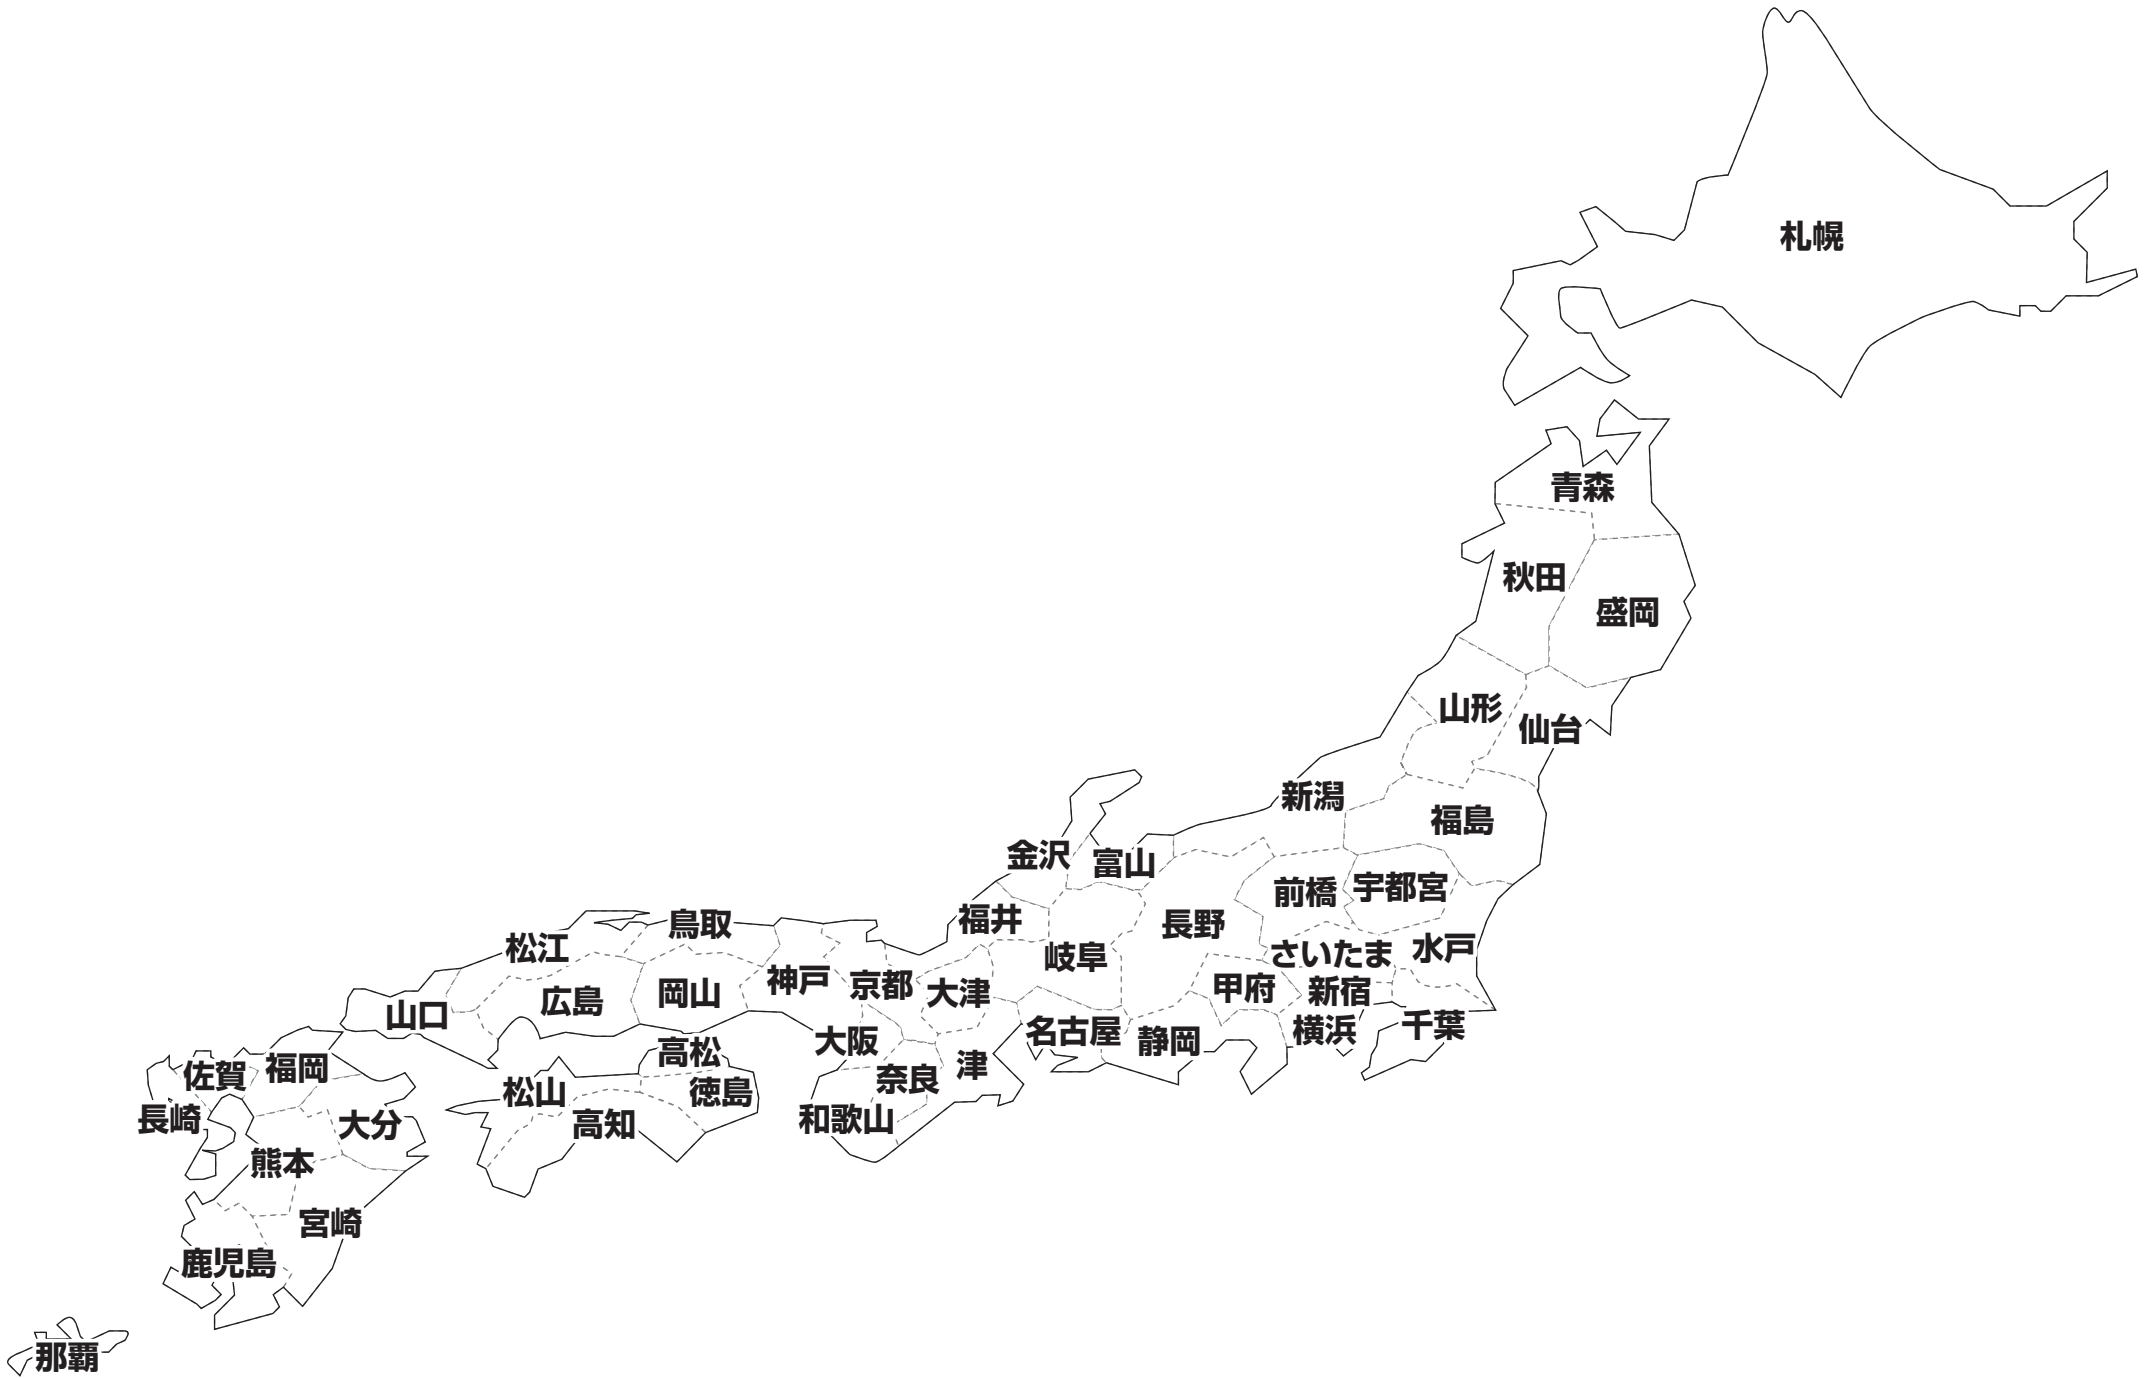 札幌
青森
秋田
盛岡
山形
仙台
新潟
福島
金沢
富山
前橋
宇都宮
福井
長野
水戸
さいたま
岐阜
鳥取
松江
神戸
京都
大津
甲府
新宿
岡山
広島
山口
大阪
名古屋
静岡
横浜
千葉
高松
津
奈良
徳島
松山
和歌山
高知
福岡
佐賀
長崎
大分
熊本
宮崎
鹿児島
那覇